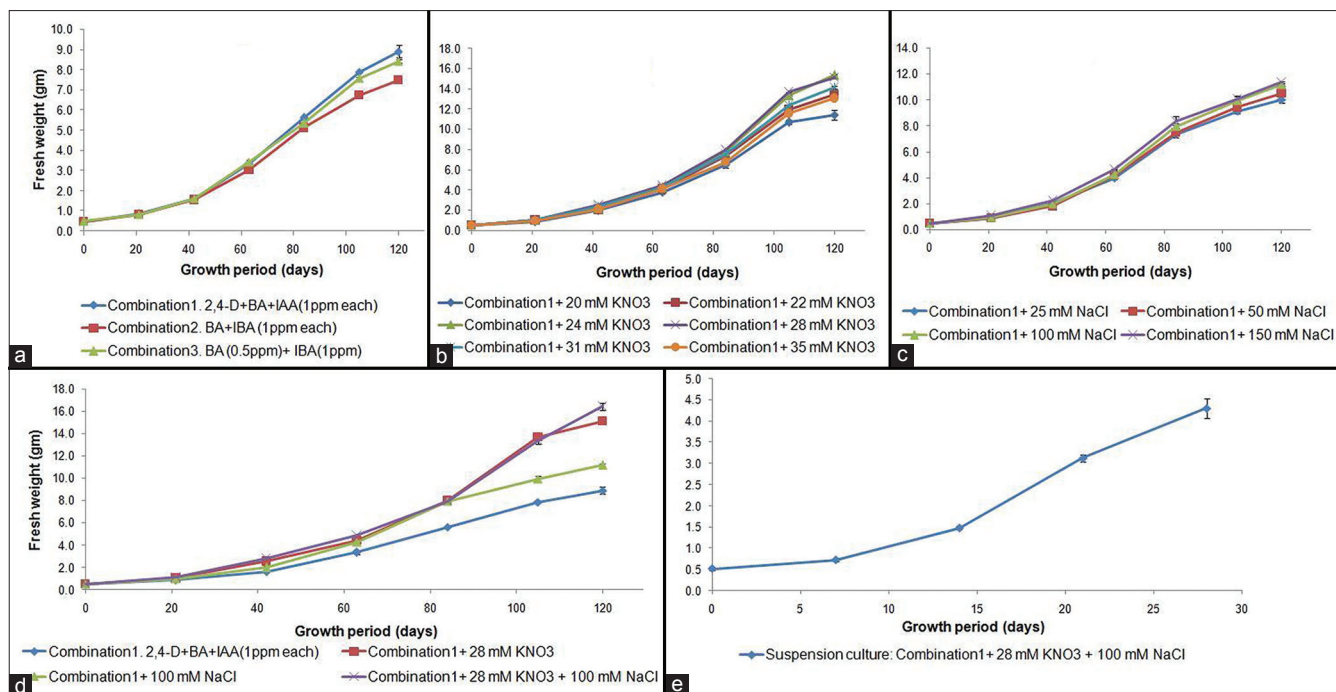 10.0
9.0
8.0
7.0
6.0
5.0
4.0
3.0
2.0
1.0
0.0
Fresh weight (gm)
0 20 40 60 80 100 120
Growth period (days)
Combination1. 2,4-D+BA+IAA(1ppm each)
Combination2. BA+IBA (1ppm each)
Combination3. BA (0.5ppm)+ IBA(1ppm)
a
18.0
16.0
14.0
12.0
10.0
8.0
6.0
4.0
2.0
0.0
0 20 40 60 80 100 120
Growth period (days)
Combination1+ 20 mM KNO3 Combination1+ 22 mM KNO3
Combination1+ 24 mM KNO3 Combination1+ 28 mM KNO3
Combination1+ 31 mM KNO3 Combination1+ 35 mM KNO3
b
14.0
12.0
10.0
8.0
6.0
4.0
2.0
0.0
0 20 40 60 80 100 120
Growth period (days)
Combination1+ 25 mM NaCl Combination1+ 50 mM NaCl
Combination1+ 100 mM NaCl Combination1+ 150 mM NaCl
c
18.0
16.0
14.0
12.0
10.0
8.0
6.0
4.0
2.0
0.0
Fresh weight (gm)
0 20 40 60 80 100 120
Growth period (days)
Combination1. 2,4-D+BA+IAA(1ppm each) Combination1+ 28 mM KNO3
Combination1+ 100 mM NaCl Combination1+ 28 mM KNO3 + 100 mM NaCl
d
5.0
4.5
4.0
3.5
3.0
2.5
2.0
1.5
1.0
0.5
0.0
0 5 10 15 20 25 30
Growth period (days)
Suspension culture: Combination1+ 28 mM KNO3 + 100 mM NaCl
e